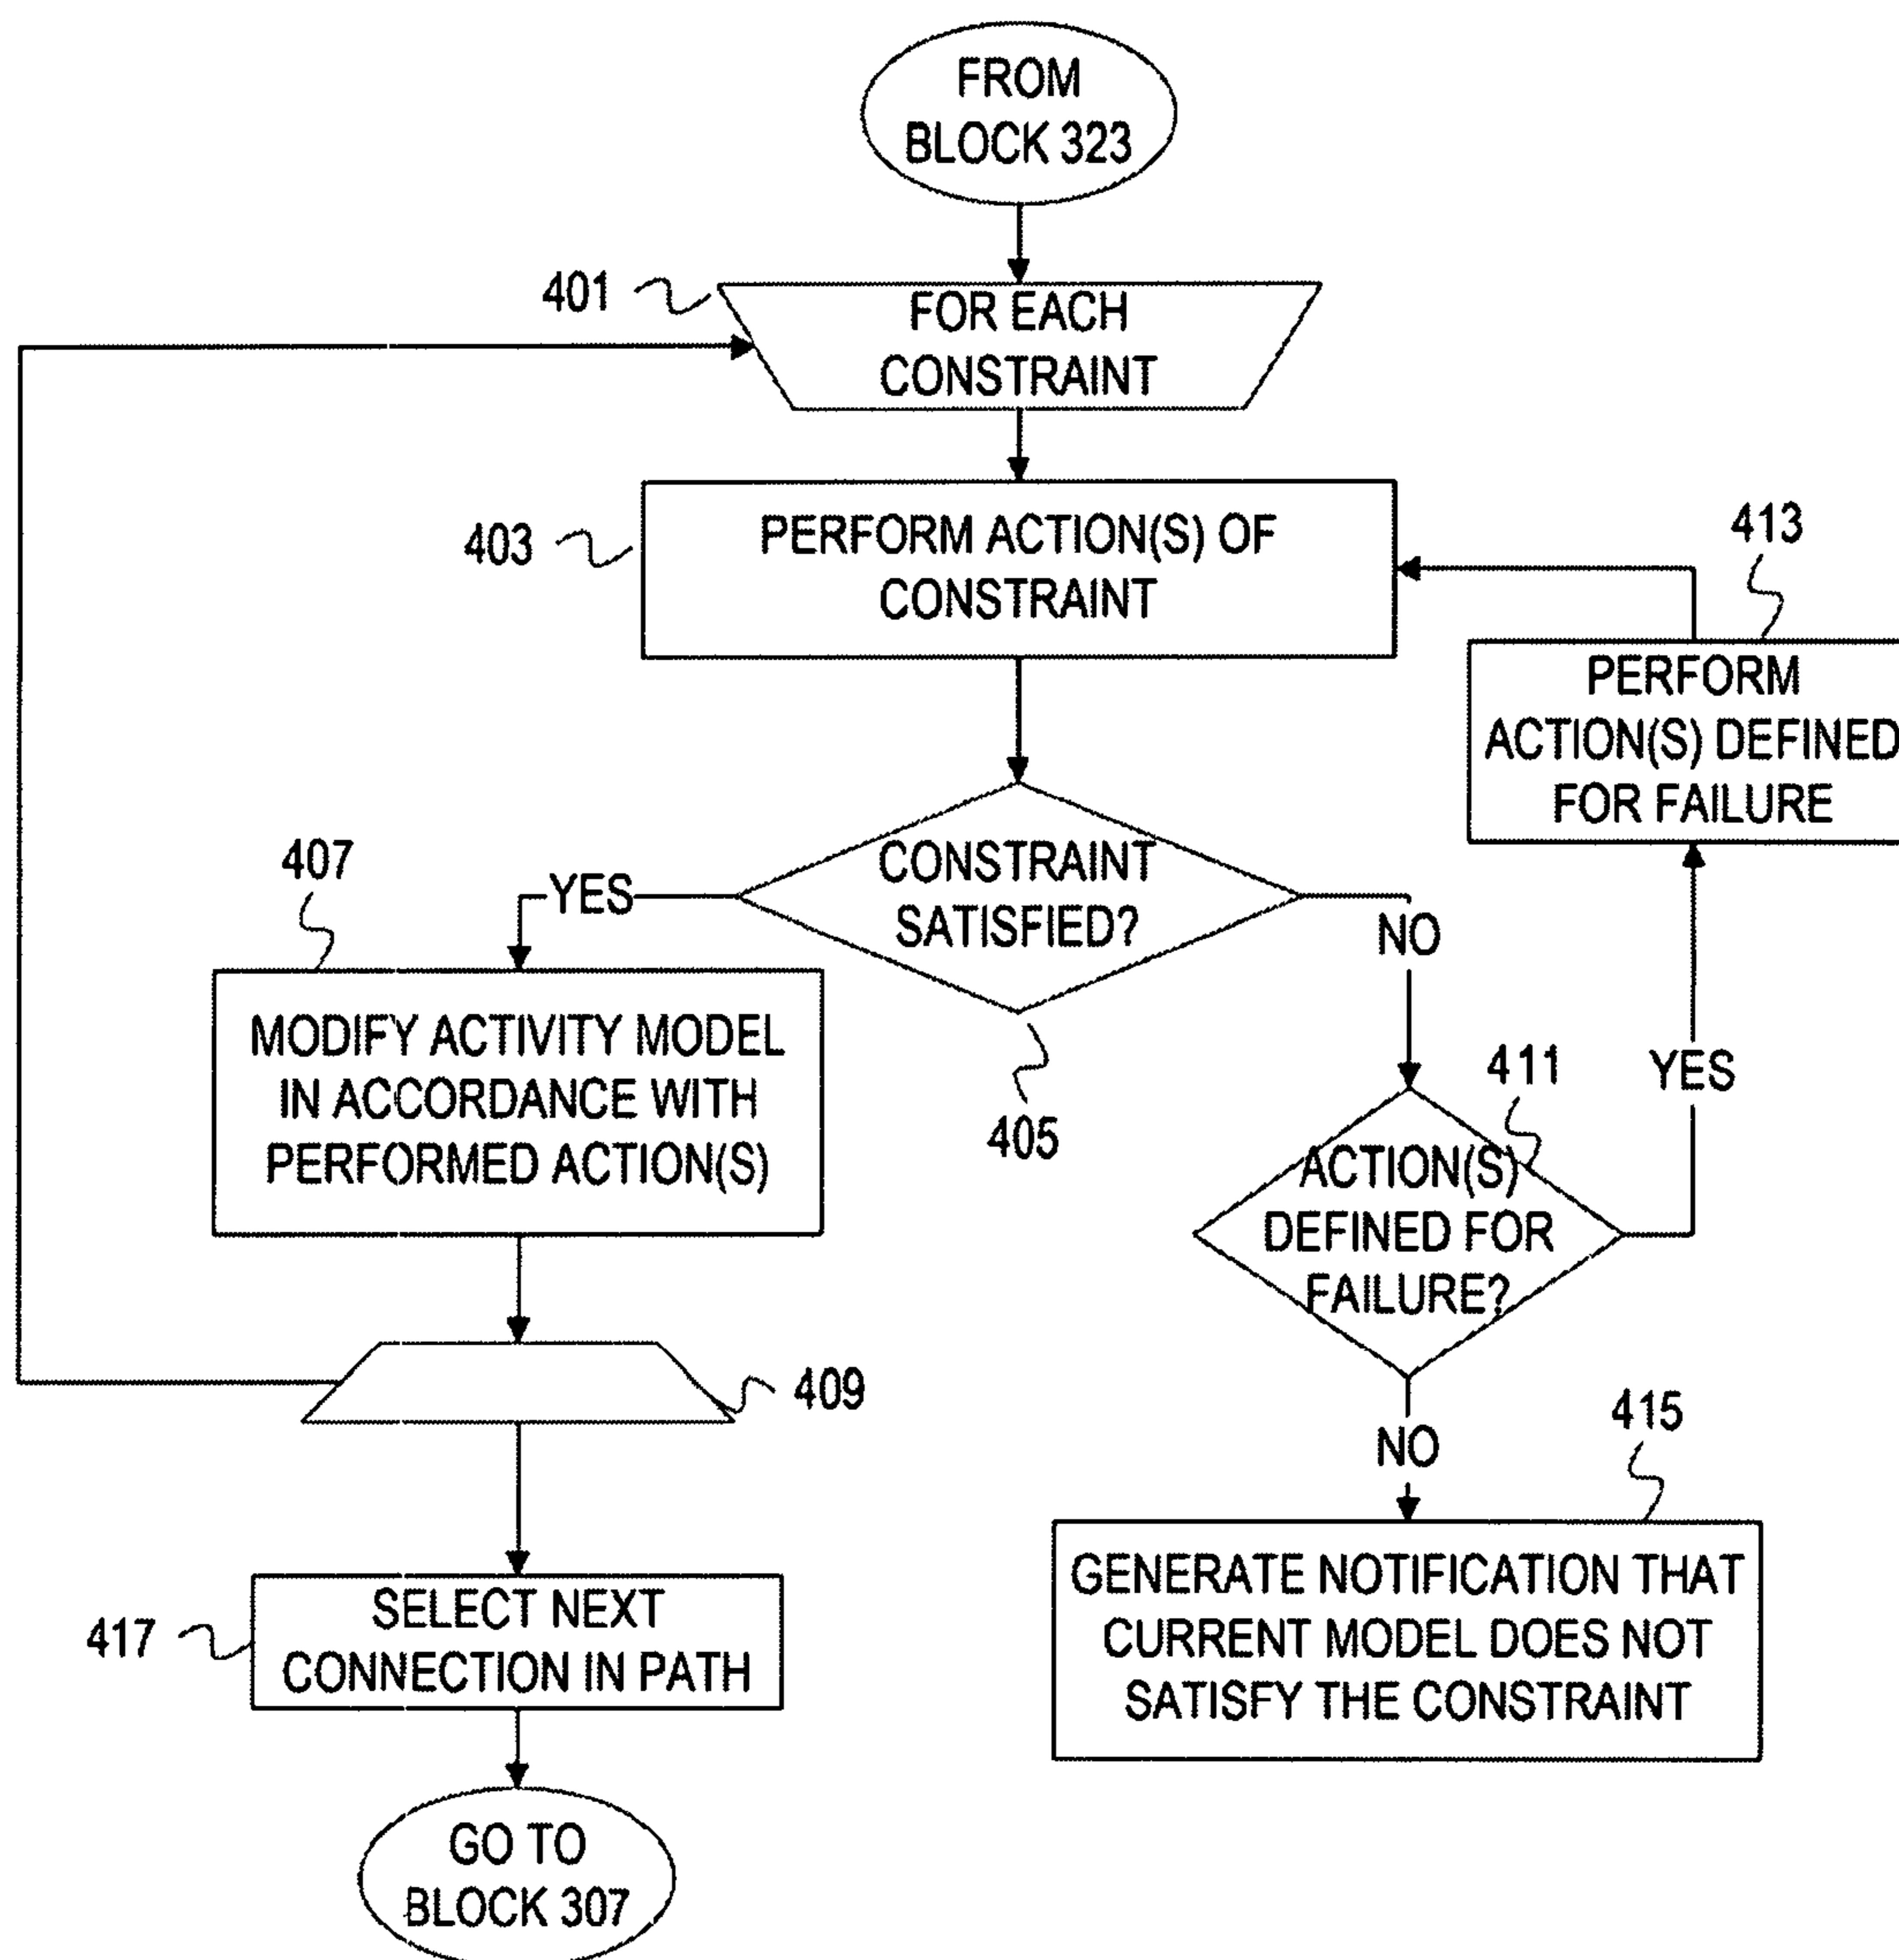 FROM
BLOCK 323
401
FOR EACH
CONSTRAINT
403
PERFORM ACTION(S) OF
CONSTRAINT
413
PERFORM
ACTION(S) DEFINED
FOR FAILURE
407
YES
CONSTRAINT
SATISFIED?
NO
405
MODIFY ACTIVITY MODEL
IN ACCORDANCE WITH
PERFORMED ACTION(S)
411
YES
ACTION(S)
DEFINED FOR
FAILURE?
409
NO
415
417
SELECT NEXT
CONNECTION IN PATH
GENERATE NOTIFICATION THAT
CURRENT MODEL DOES NOT
SATISFY THE CONSTRAINT
GO TO
BLOCK 307